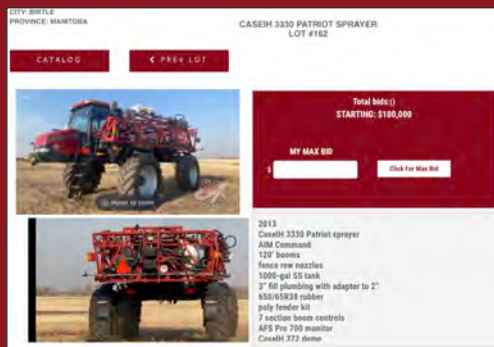 CITY: BIRTLE
PROVINCE: MANITOBA
CASEIH 3330 PATRIOT SPRAYER
LOT #162
CATALOG
< PREV LOT
Total bids:()
STARTING: $100,000
MY MAX BID
$
Click For Max Bid
Hover to zoom
2013
CaseIH 3330 Patriot sprayer
AIM Command
120' booms
fence row nozzles
1000-gal SS tank
3" fill plumbing with adapter to 2"
650/65R38 rubber
poly fender kit
7 section boom controls
AFS Pro 700 monitor
CaseIH 372 demo